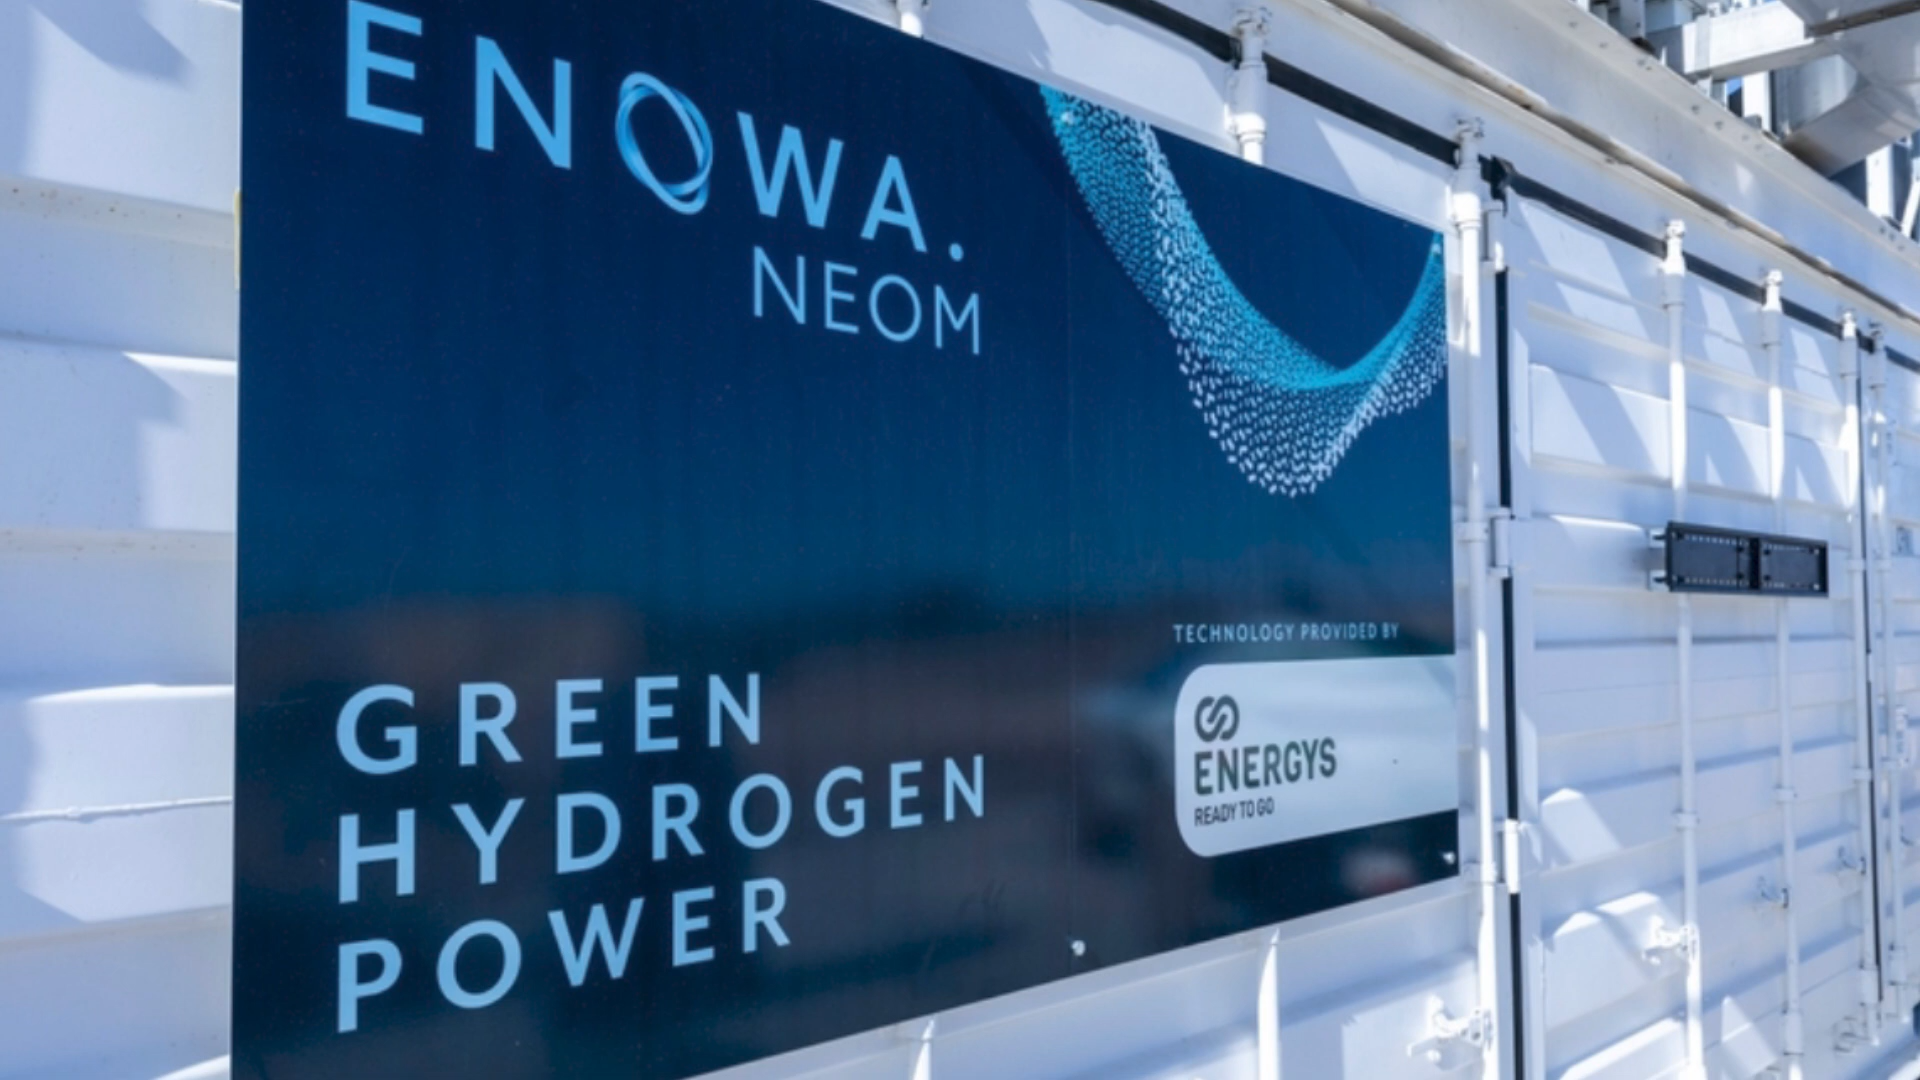 ENOWA.
NEOM
GREEN
HYDROGEN
POWER
TECHNOLOGY PROVIDED BY
ENERGYS
READY TO GO